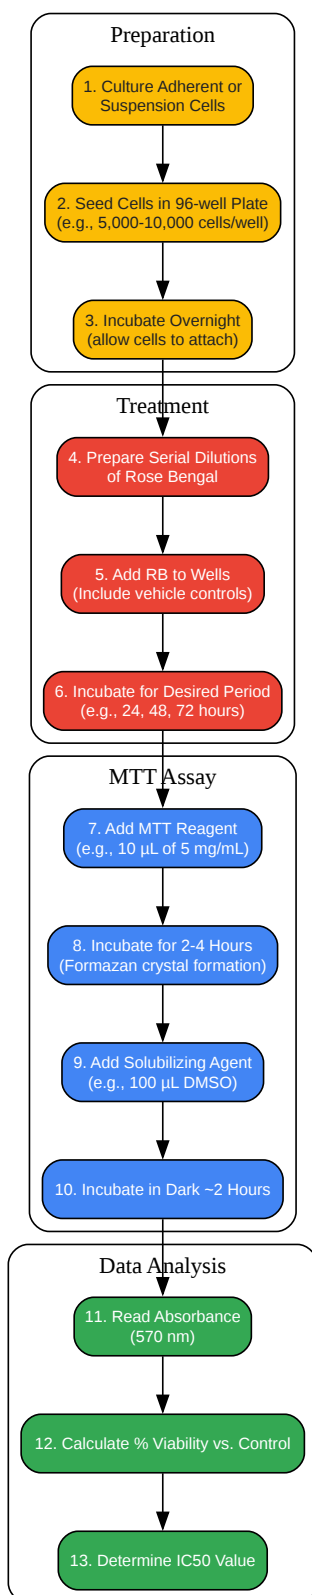 Preparation
1. Culture Adherent or
Suspension Cells
2. Seed Cells in 96-well Plate
(e.g., 5,000-10,000 cells/well)
3. Incubate Overnight
(allow cells to attach)
Treatment
4. Prepare Serial Dilutions
of Rose Bengal
5. Add RB to Wells
(Include vehicle controls)
6. Incubate for Desired Period
(e.g., 24, 48, 72 hours)
MTT Assay
7. Add MTT Reagent
(e.g., 10 µL of 5 mg/mL)
8. Incubate for 2-4 Hours
(Formazan crystal formation)
9. Add Solubilizing Agent
(e.g., 100 µL DMSO)
10. Incubate in Dark ~2 Hours
Data Analysis
11. Read Absorbance
(570 nm)
12. Calculate % Viability vs. Control
13. Determine IC50 Value